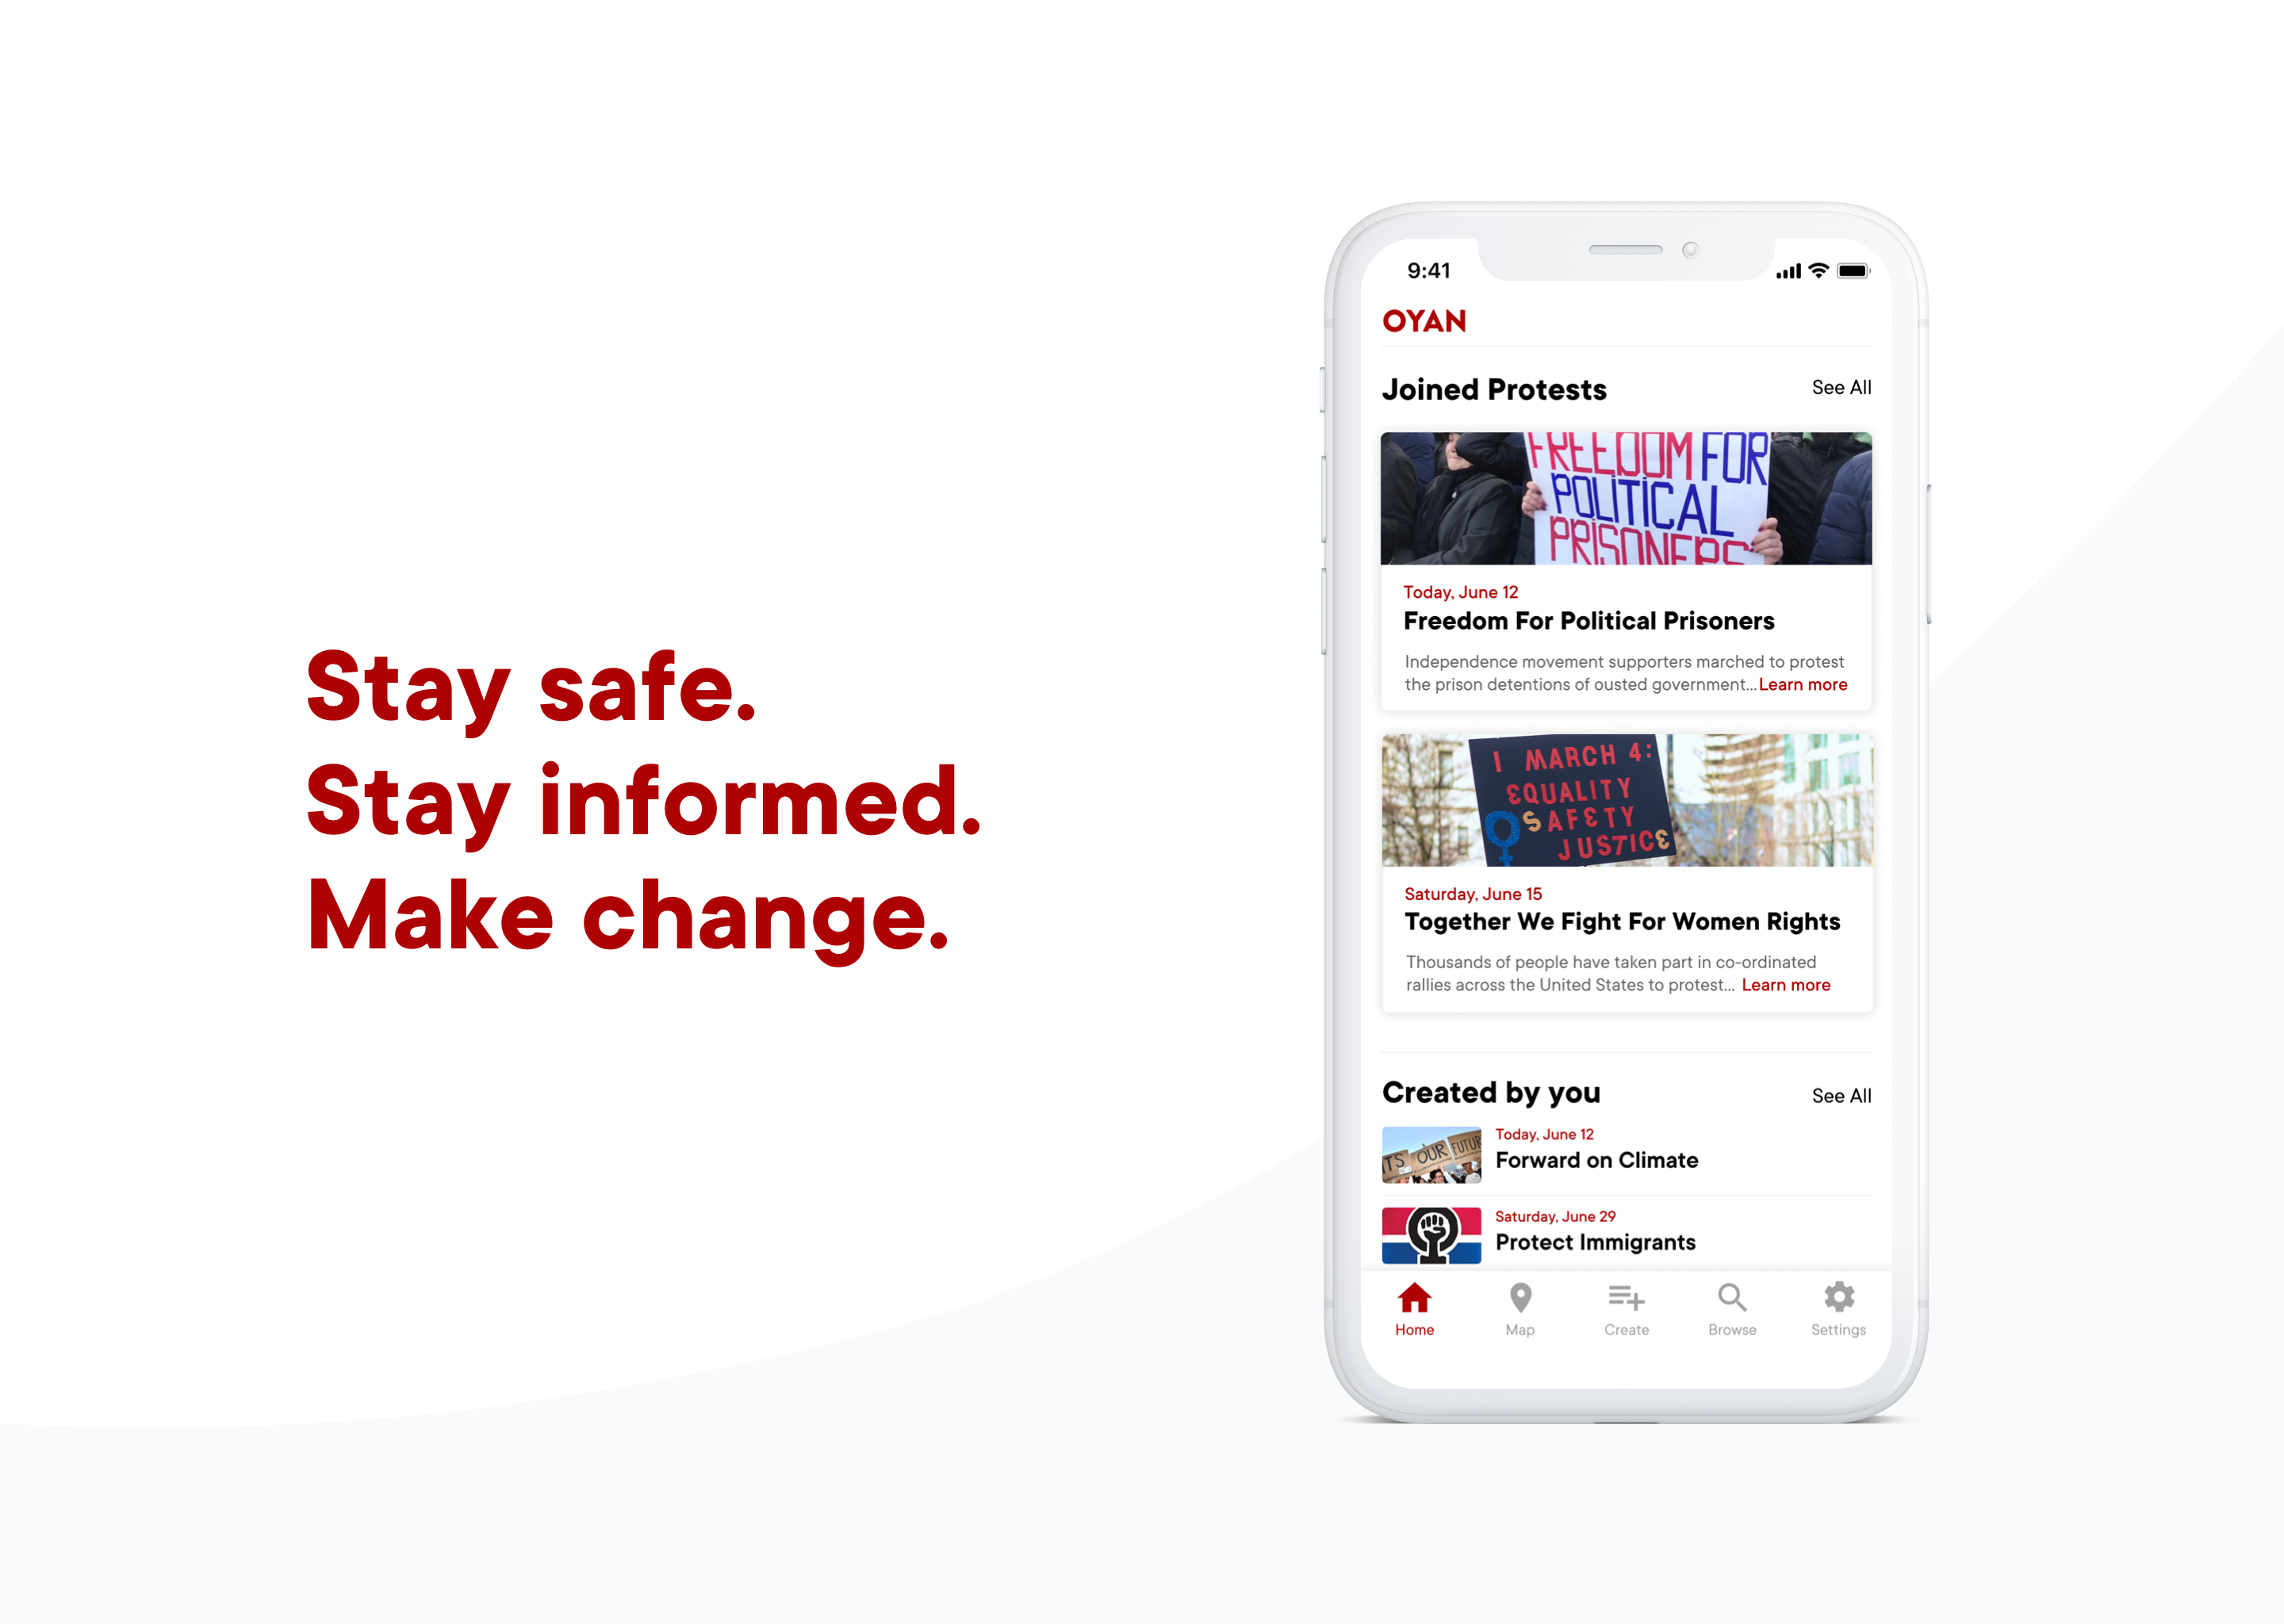 Stay safe.
Stay informed.
Make change.
9:41
OYAN
Joined Protests
See All
FREEDOM FOR
POLITICAL
PRISONERS
Today, June 12
Freedom For Political Prisoners
Independence movement supporters marched to protest
the prison detentions of ousted government... Learn more
I MARCH 4:
EQUALITY
SAFETY
JUSTICE
Saturday, June 15
Together We Fight For Women Rights
Thousands of people have taken part in co-ordinated
rallies across the United States to protest... Learn more
Created by you
See All
ITS OUR FUTUR
Today, June 12
Forward on Climate
Saturday, June 29
Protect Immigrants
Home
Map
Create
Browse
Settings